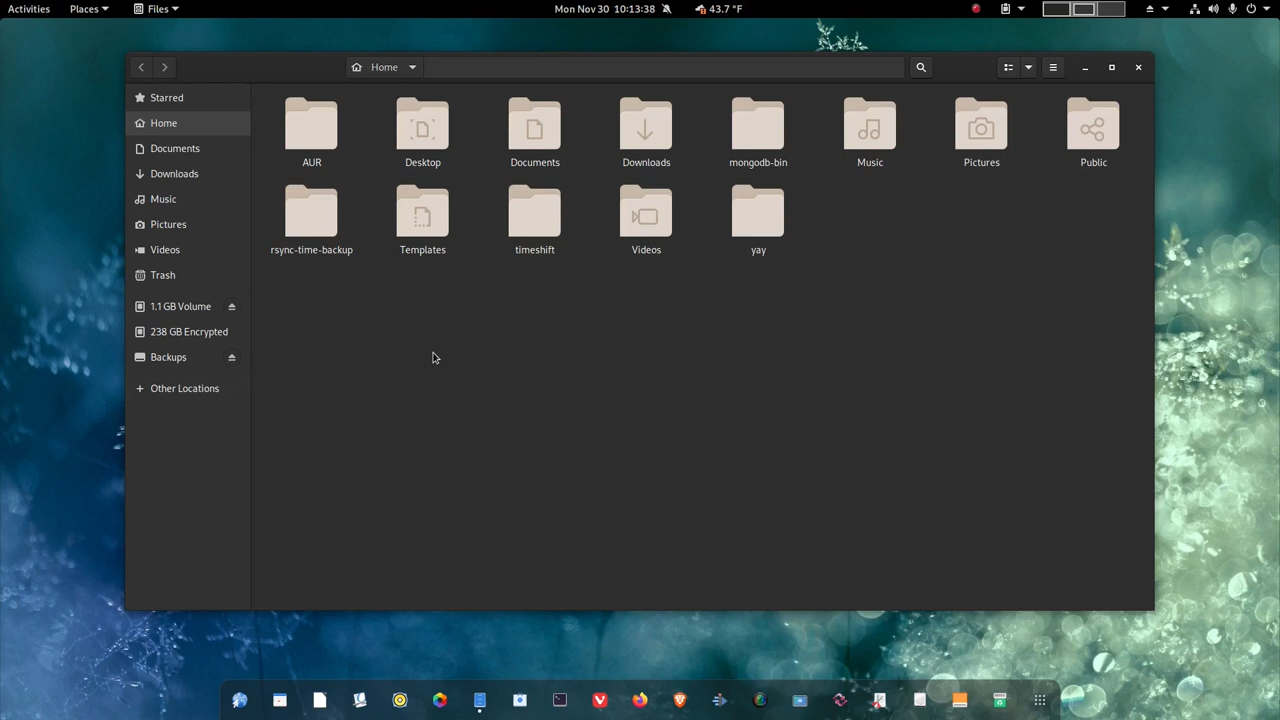 Activities Places Files Mon Nov 30 10:13:38 43.7 °F
Home
Starred
Home
Documents
Downloads
Music
Pictures
Videos
Trash
1.1 GB Volume
238 GB Encrypted
Backups
Other Locations
AUR Desktop Documents Downloads mongodb-bin Music Pictures Public
rsync-time-backup Templates timeshift Videos yay